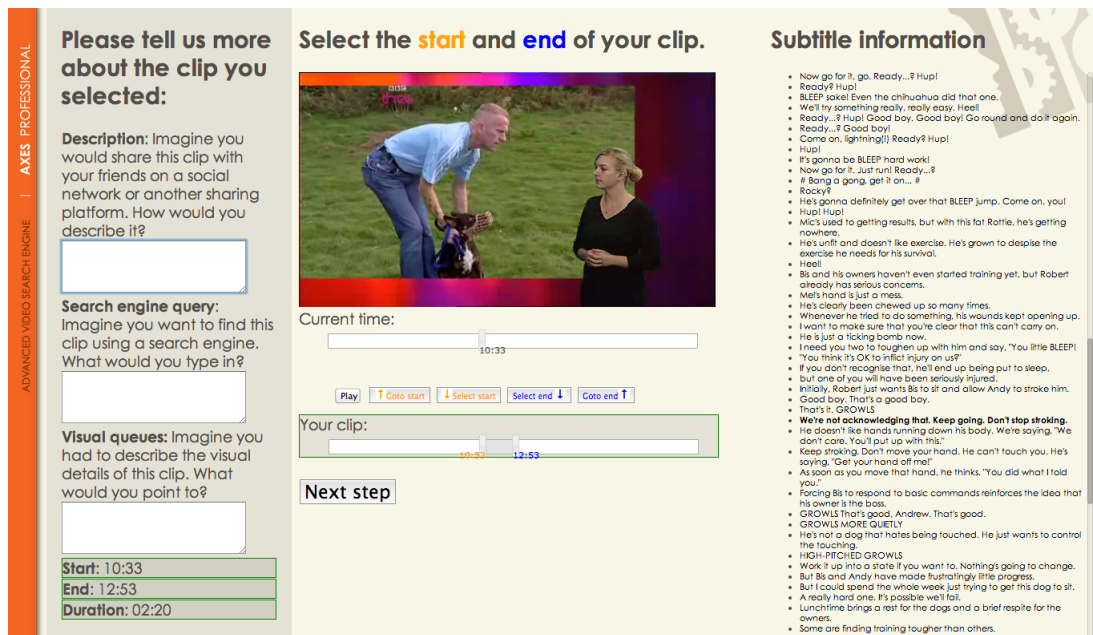 ADVANCED VIDEO SEARCH ENGINE | AXES PROFESSIONAL
Please tell us more
about the clip you
selected:
Description: Imagine you
would share this clip with
your friends on a social
network or another sharing
platform. How would you
describe it?
Search engine query:
Imagine you want to find this
clip using a search engine.
What would you type in?
Visual queues: Imagine you
had to describe the visual
details of this clip. What
would you point to?
Start: 10:33
End: 12:53
Duration: 02:20
Select the start and end of your clip.
BBC
three
Current time:
10:33
Play
↑ Goto start
↓ Select start
Select end ↓
Goto end ↑
Your clip:
10:33
12:53
Next step
Subtitle information
Now go for it, go. Ready...? Hup!
Ready? Hup!
BLEEP sake! Even the chihuahua did that one.
We'll try something really, really easy. Heel!
Ready...? Hup! Good boy. Good boy! Go round and do it again.
Ready...? Good boy!
Come on, lightning(!) Ready? Hup!
Hup!
It's gonna be BLEEP hard work!
Now go for it. Just run! Ready...?
# Bang a gong, get it on... #
Rocky?
He's gonna definitely get over that BLEEP jump. Come on, you!
Hup! Hup!
Mic's used to getting results, but with this fat Rottie, he's getting
nowhere.
He's unfit and doesn't like exercise. He's grown to despise the
exercise he needs for his survival.
Heel!
Bis and his owners haven't even started training yet, but Robert
already has serious concerns.
Mel's hand is just a mess.
He's clearly been chewed up so many times.
Whenever he tried to do something, his wounds kept opening up.
I want to make sure that you're clear that this can't carry on.
He is just a ticking bomb now.
I need you two to toughen up with him and say, "You little BLEEP!
"You think it's OK to inflict injury on us?"
If you don't recognise that, he'll end up being put to sleep,
but one of you will have been seriously injured.
Initially, Robert just wants Bis to sit and allow Andy to stroke him.
Good boy. That's a good boy.
That's it. GROWLS
We're not acknowledging that. Keep going. Don't stop stroking.
He doesn't like hands running down his body. We're saying, "We
don't care. You'll put up with this."
Keep stroking. Don't move your hand. He can't touch you. He's
saying, "Get your hand off me!"
As soon as you move that hand, he thinks, "You did what I told
you."
Forcing Bis to respond to basic commands reinforces the idea that
his owner is the boss.
GROWLS That's good, Andrew. That's good.
GROWLS MORE QUIETLY
He's not a dog that hates being touched. He just wants to control
the touching.
HIGH-PITCHED GROWLS
Work it up into a state if you want to. Nothing's going to change.
But Bis and Andy have made frustratingly little progress.
But I could spend the whole week just trying to get this dog to sit.
A really hard one. It's possible we'll fail.
Lunchtime brings a rest for the dogs and a brief respite for the
owners.
Some are finding training tougher than others.